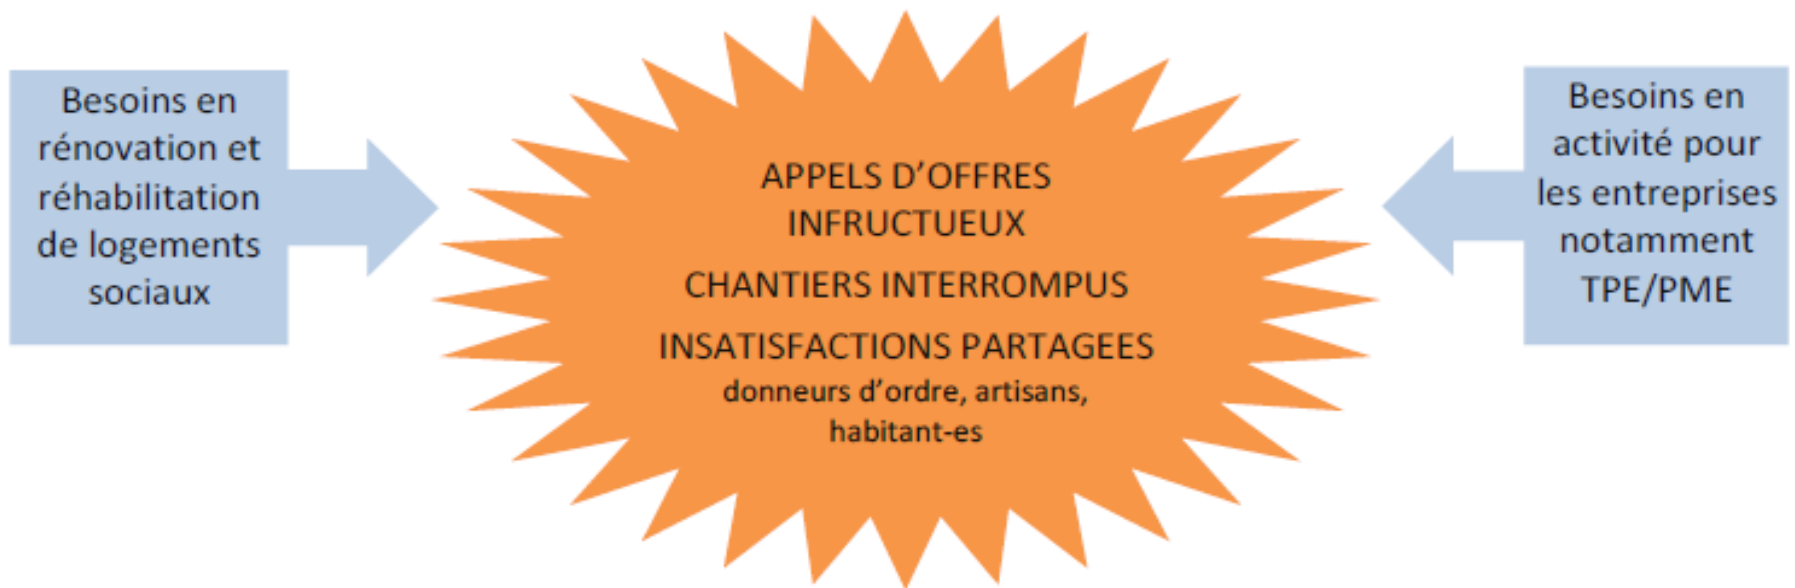 Besoins en
rénovation et
réhabilitation
de logements
sociaux
APPELS D’OFFRES
INFRUCTUEUX
CHANTIERS INTERROMPUS
INSATISFACTIONS PARTAGEES
donneurs d’ordre, artisans,
habitant-es
Besoins en
activité pour
les entreprises
notamment
TPE/PME